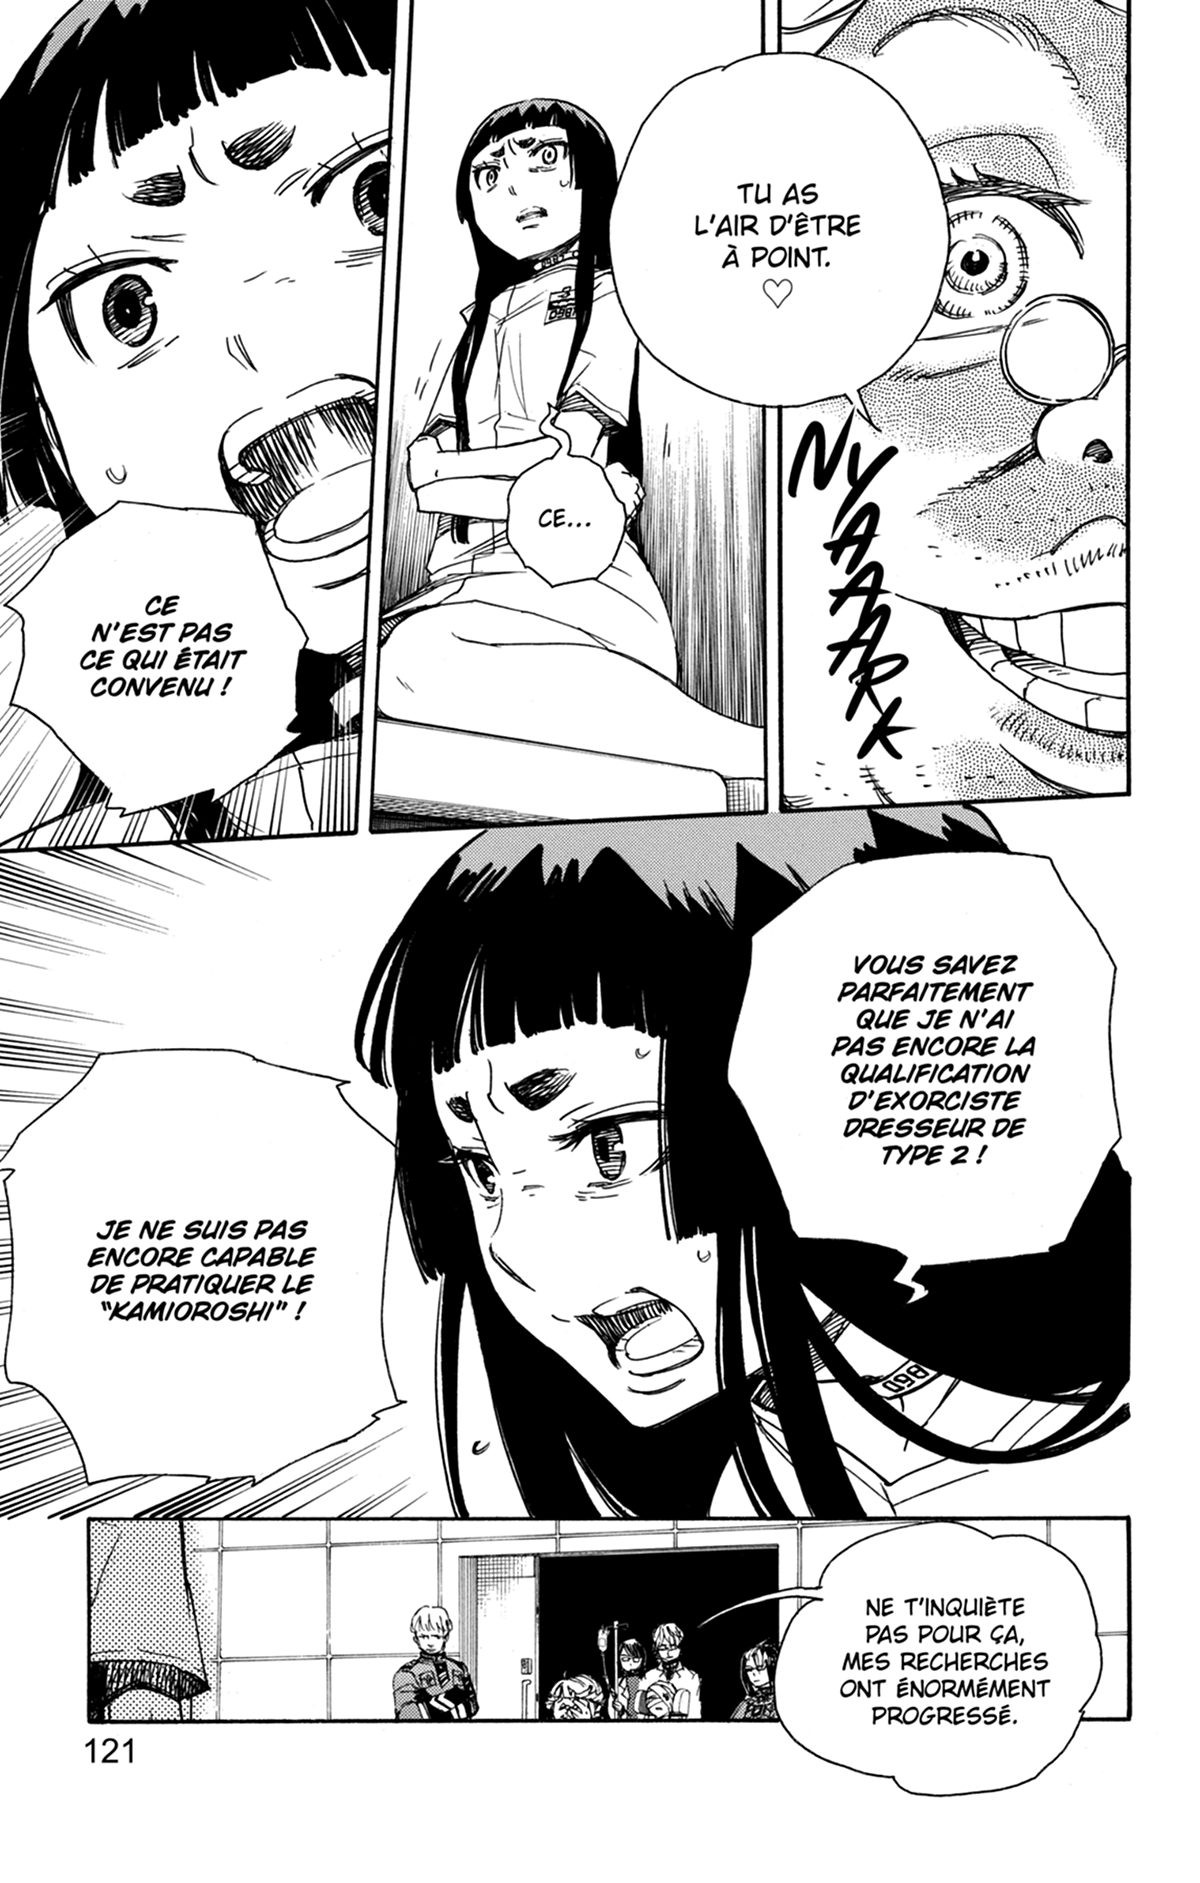 TU AS
L'AIR D'ÊTRE
À POINT.
♡
NYAAARK
CE...
CE
N'EST PAS
CE QUI ÉTAIT
CONVENU !
VOUS SAVEZ
PARFAITEMENT
QUE JE N'AI
PAS ENCORE LA
QUALIFICATION
D'EXORCISTE
DRESSEUR DE
TYPE 2 !
JE NE SUIS PAS
ENCORE CAPABLE
DE PRATIQUER LE
"KAMIOROSHI" !
NE T'INQUIÈTE
PAS POUR ÇA,
MES RECHERCHES
ONT ÉNORMÉMENT
PROGRESSÉ.
121